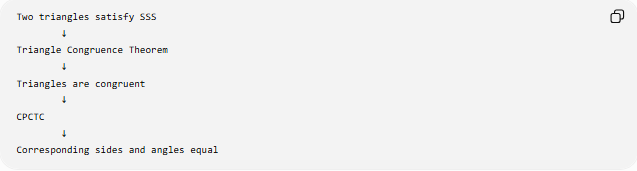 Two triangles satisfy SSS
↓
Triangle Congruence Theorem
↓
Triangles are congruent
↓
CPCTC
↓
Corresponding sides and angles equal